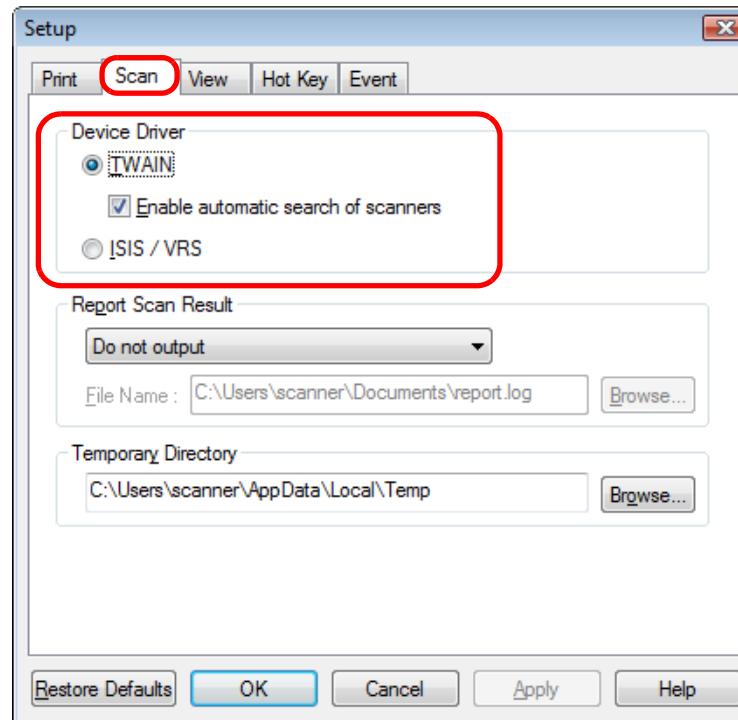 Setup
Print Scan View Hot Key Event
Device Driver
TWAIN
Enable automatic search of scanners
ISIS / VRS
Report Scan Result
Do not output
File Name : C:\Users\scanner\Documents\report.log Browse...
Temporary Directory
C:\Users\scanner\AppData\Local\Temp Browse...
Restore Defaults OK Cancel Apply Help